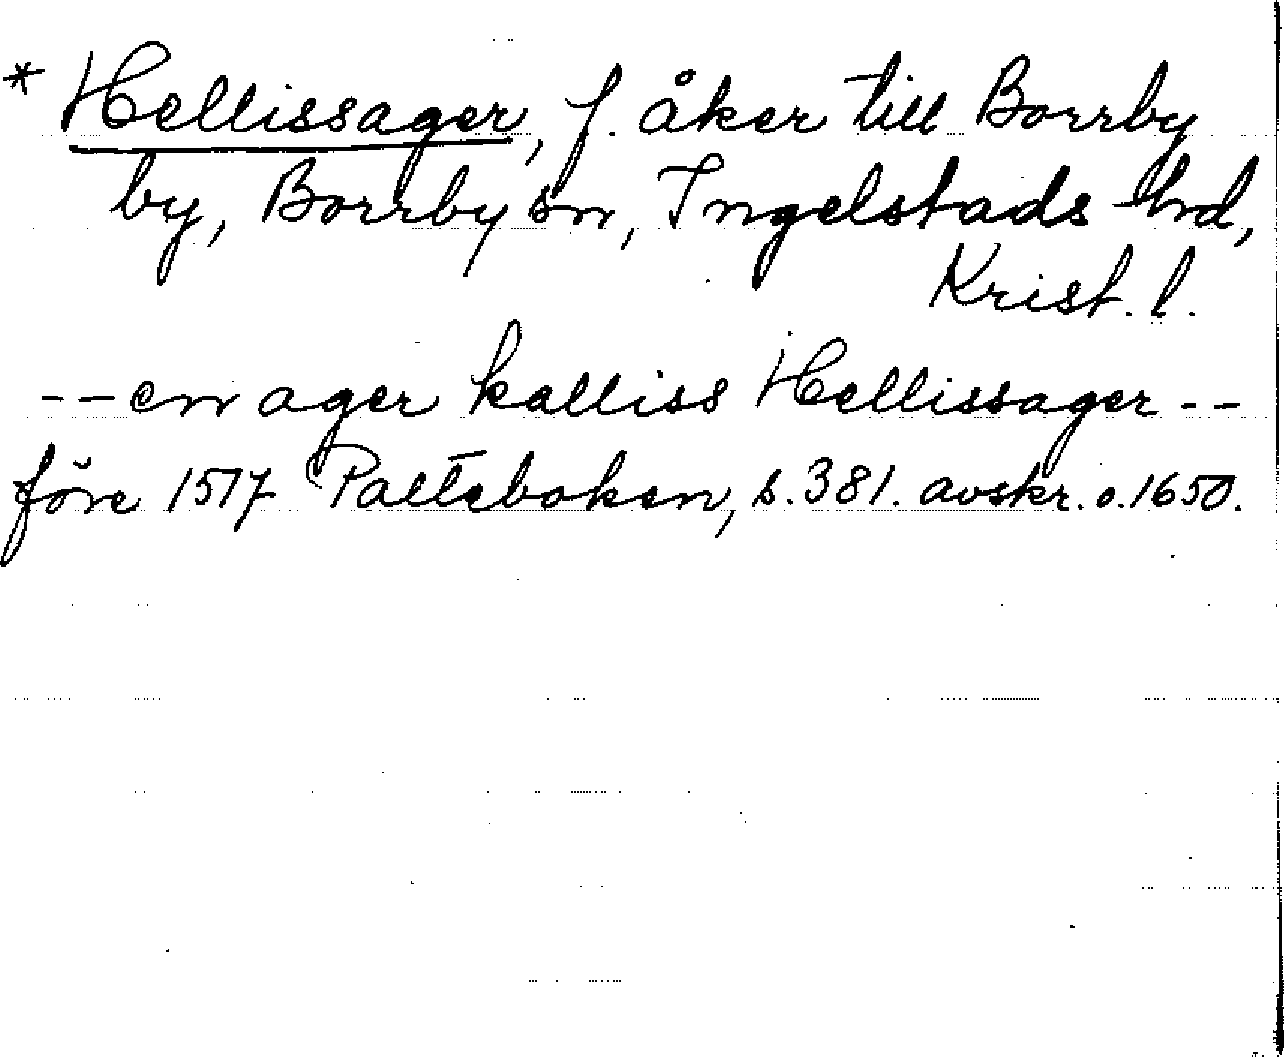 * Hellissager, f. åker till Borrby
by, Borrby sn, Ingelstads hrd,
Krist. l.
-- en ager kalliss Hellissager --
före 1517 Palteboken, s. 381. avskr. o. 1650.